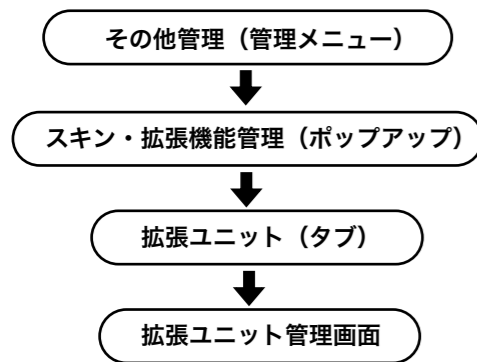 その他管理（管理メニュー）
スキン・拡張機能管理（ポップアップ）
拡張ユニット（タブ）
拡張ユニット管理画面